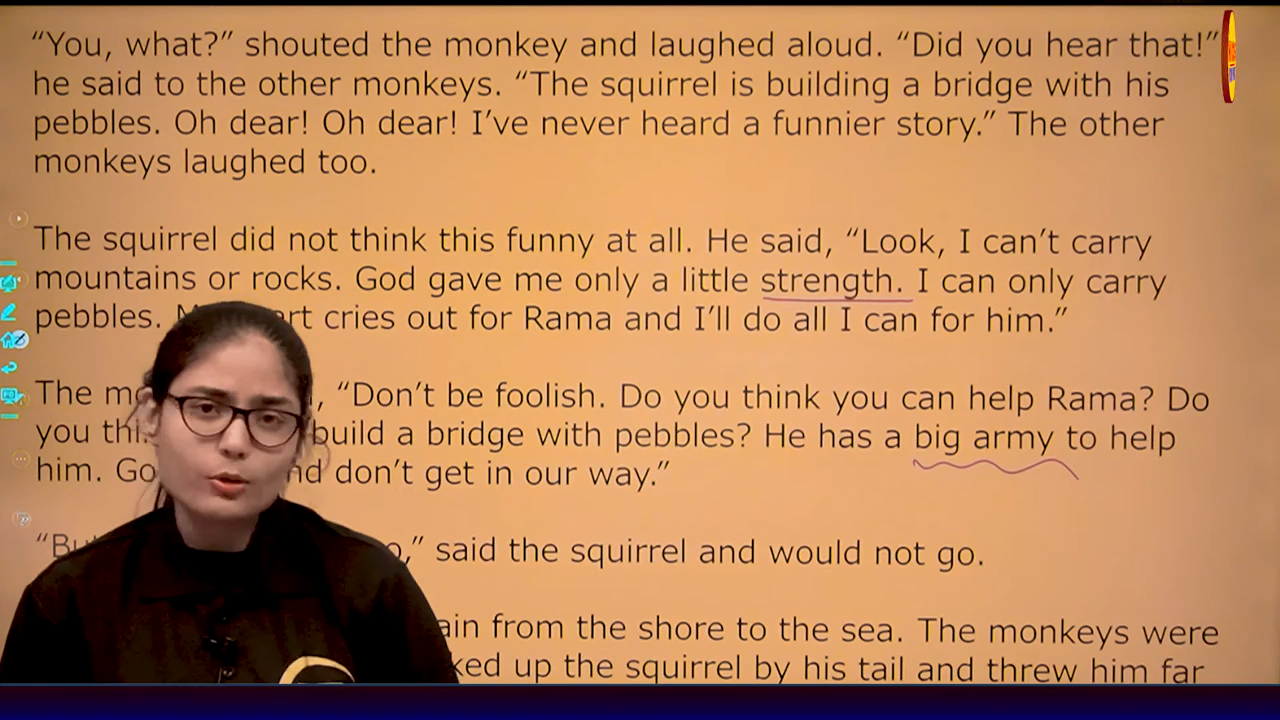 “You, what?” shouted the monkey and laughed aloud. “Did you hear that!”
he said to the other monkeys. “The squirrel is building a bridge with his
pebbles. Oh dear! Oh dear! I’ve never heard a funnier story.” The other
monkeys laughed too.
The squirrel did not think this funny at all. He said, “Look, I can’t carry
mountains or rocks. God gave me only a little strength. I can only carry
pebbles. cries out for Rama and I’ll do all I can for him.”
The “Don’t be foolish. Do you think you can help Rama? Do
you build a bridge with pebbles? He has a big army to help
him. don’t get in our way.”
said the squirrel and would not go.
from the shore to the sea. The monkeys were
up the squirrel by his tail and threw him far